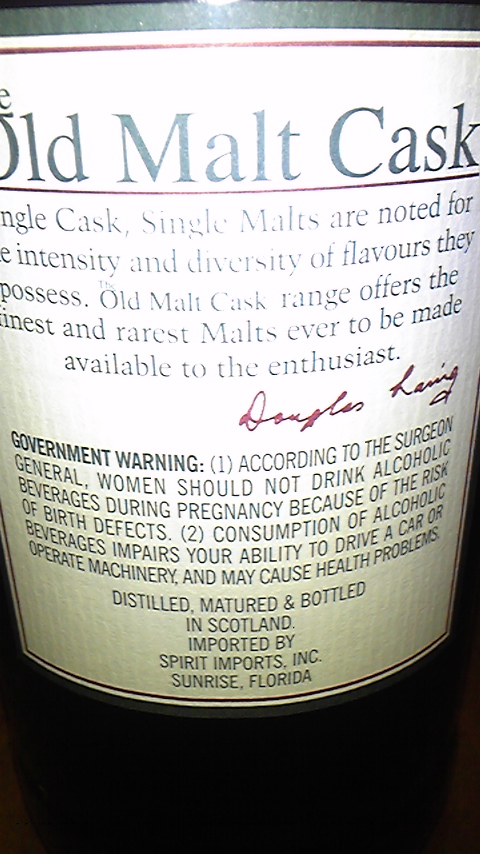 Old Malt Cask
Cask, Single Malts are noted for
intensity and diversity of flavours they
possess. The Old Malt Cask range offers the
and rarest Malts ever to be made
available to the enthusiast.
Douglas Laing
GOVERNMENT WARNING: (1) ACCORDING TO THE SURGEON
GENERAL, WOMEN SHOULD NOT DRINK ALCOHOLIC
BEVERAGES DURING PREGNANCY BECAUSE OF THE RISK
OF BIRTH DEFECTS. (2) CONSUMPTION OF ALCOHOLIC
BEVERAGES IMPAIRS YOUR ABILITY TO DRIVE A CAR OR
OPERATE MACHINERY, AND MAY CAUSE HEALTH PROBLEMS.
DISTILLED, MATURED & BOTTLED
IN SCOTLAND.
IMPORTED BY
SPIRIT IMPORTS, INC.
SUNRISE, FLORIDA